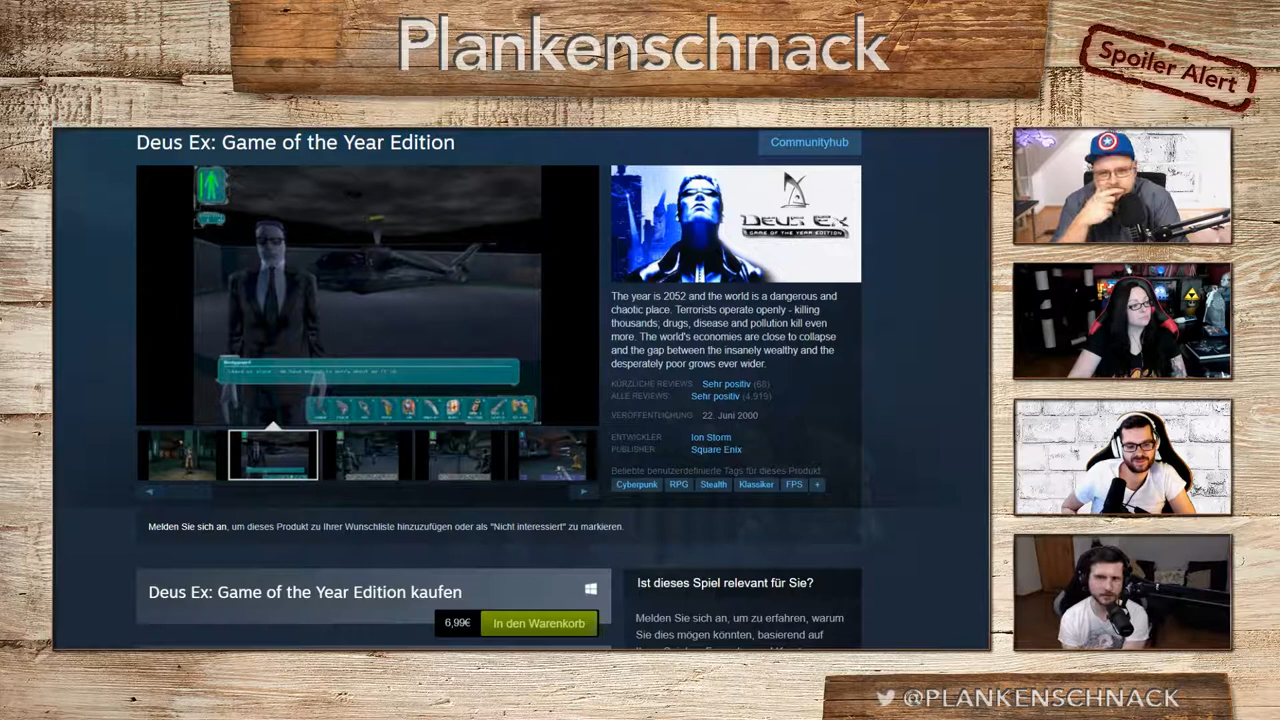 Plankenschnack
Spoiler Alert
Deus Ex: Game of the Year Edition
Communityhub
DEUS EX
GAME OF THE YEAR EDITION
The year is 2052 and the world is a dangerous and
chaotic place. Terrorists operate openly - killing
thousands; drugs, disease and pollution kill even
more. The world's economies are close to collapse
and the gap between the insanely wealthy and the
desperately poor grows ever wider.
KÜRZLICHE REVIEWS Sehr positiv (68)
ALLE REVIEWS: Sehr positiv (4,919)
VERÖFFENTLICHUNG: 22. Juni 2000
ENTWICKLER Ion Storm
PUBLISHER Square Enix
Beliebte benutzerdefinierte Tags für dieses Produkt:
Cyberpunk RPG Stealth Klassiker FPS +
Melden Sie sich an, um dieses Produkt zu Ihrer Wunschliste hinzuzufügen oder als "Nicht interessiert" zu markieren.
Deus Ex: Game of the Year Edition kaufen
6,99€ In den Warenkorb
Ist dieses Spiel relevant für Sie?
Melden Sie sich an, um zu erfahren, warum
Sie dies mögen könnten, basierend auf
@PLANKENSCHNACK